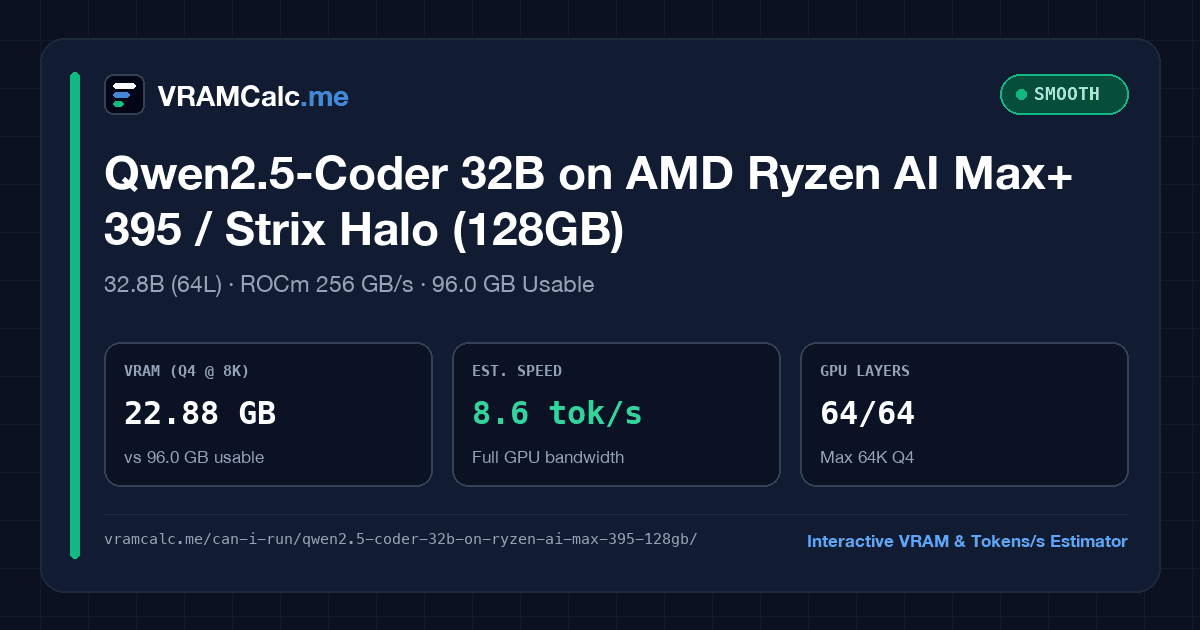 VRAMCalc.me
SMOOTH
Qwen2.5-Coder 32B on AMD Ryzen AI Max+
395 / Strix Halo (128GB)
32.8B (64L) · ROCm 256 GB/s · 96.0 GB Usable
VRAM (Q4 @ 8K)
22.88 GB
vs 96.0 GB usable
EST. SPEED
8.6 tok/s
Full GPU bandwidth
GPU LAYERS
64/64
Max 64K Q4
vramcalc.me/can-i-run/qwen2.5-coder-32b-on-ryzen-ai-max-395-128gb/
Interactive VRAM & Tokens/s Estimator